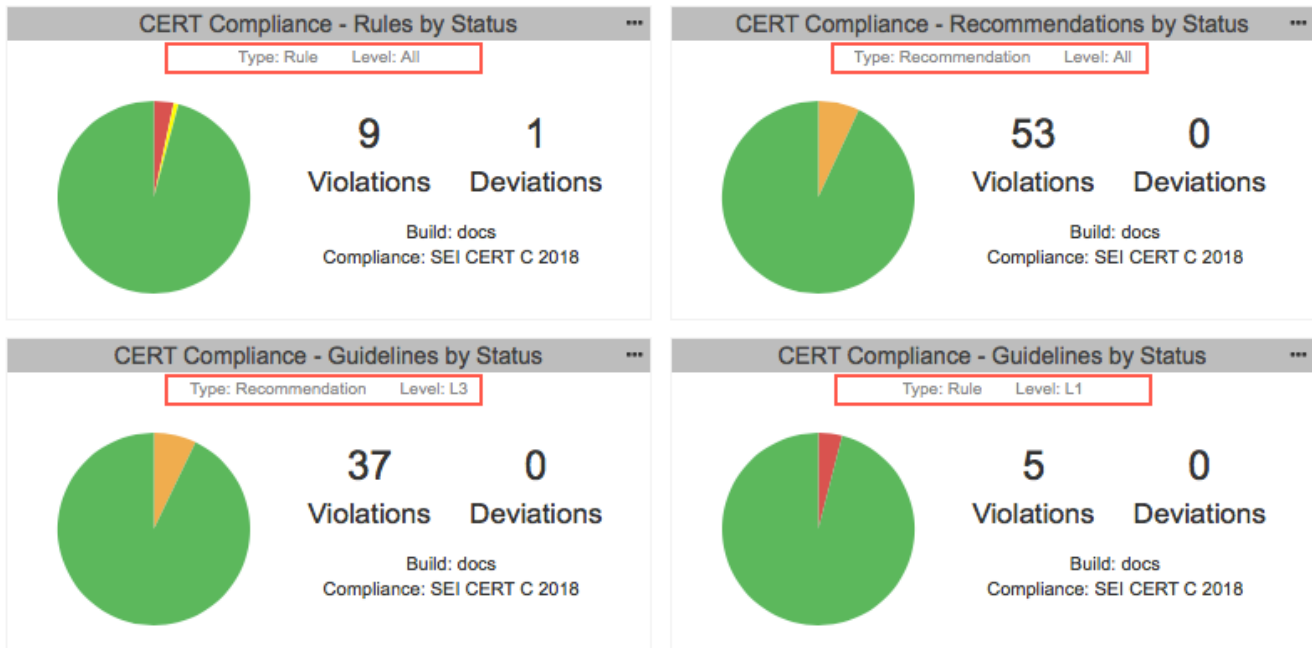 CERT Compliance - Rules by Status
Type: Rule Level: All
9 1
Violations Deviations
Build: docs
Compliance: SEI CERT C 2018
CERT Compliance - Recommendations by Status
Type: Recommendation Level: All
53 0
Violations Deviations
Build: docs
Compliance: SEI CERT C 2018
CERT Compliance - Guidelines by Status
Type: Recommendation Level: L3
37 0
Violations Deviations
Build: docs
Compliance: SEI CERT C 2018
CERT Compliance - Guidelines by Status
Type: Rule Level: L1
5 0
Violations Deviations
Build: docs
Compliance: SEI CERT C 2018